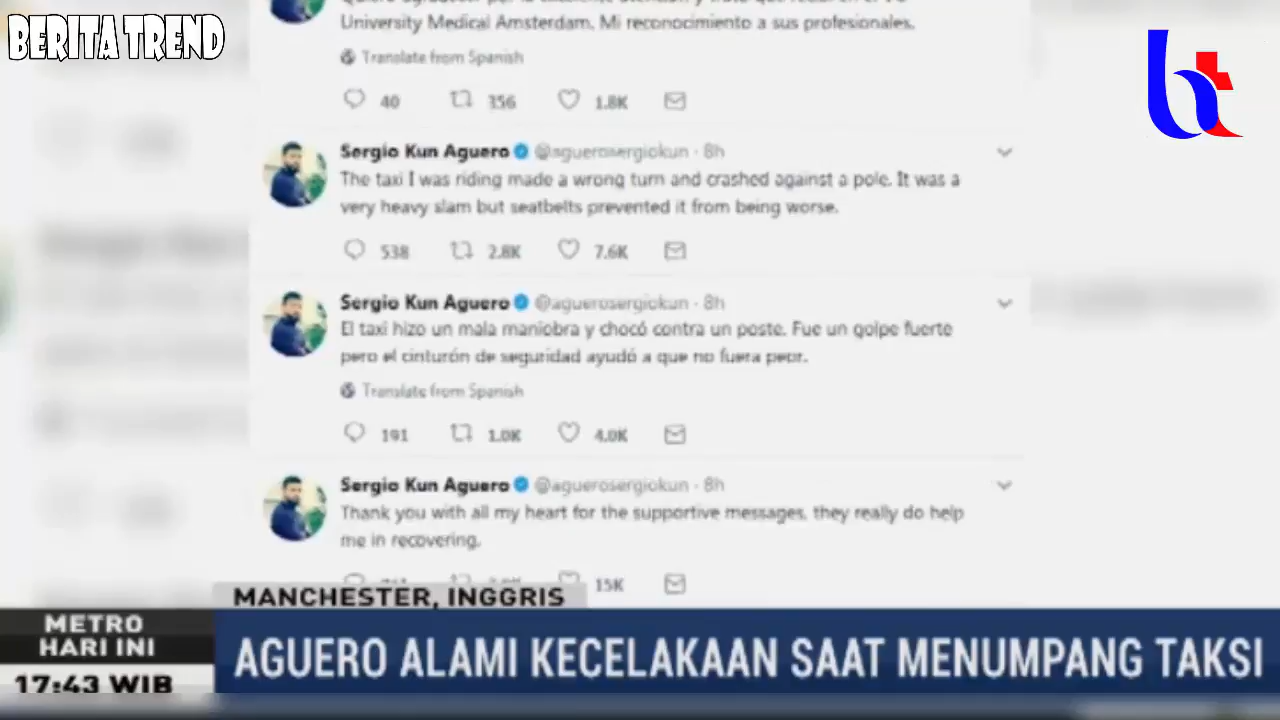 BERITA TREND
bt
University Medical Amsterdam. Mi reconocimiento a sus profesionales.
Translate from Spanish
40 356 1.8K
Sergio Kun Aguero @aguerosergiokun · 8h
The taxi I was riding made a wrong turn and crashed against a pole. It was a
very heavy slam but seatbelts prevented it from being worse.
538 2.8K 7.6K
Sergio Kun Aguero @aguerosergiokun · 8h
El taxi hizo un mala maniobra y chocó contra un poste. Fue un golpe fuerte
pero el cinturón de seguridad ayudó a que no fuera peor.
Translate from Spanish
191 1.0K 4.0K
Sergio Kun Aguero @aguerosergiokun · 8h
Thank you with all my heart for the supportive messages, they really do help
me in recovering.
15K
MANCHESTER, INGGRIS
METRO
HARI INI
AGUERO ALAMI KECELAKAAN SAAT MENUMPANG TAKSI
17:43 WIB